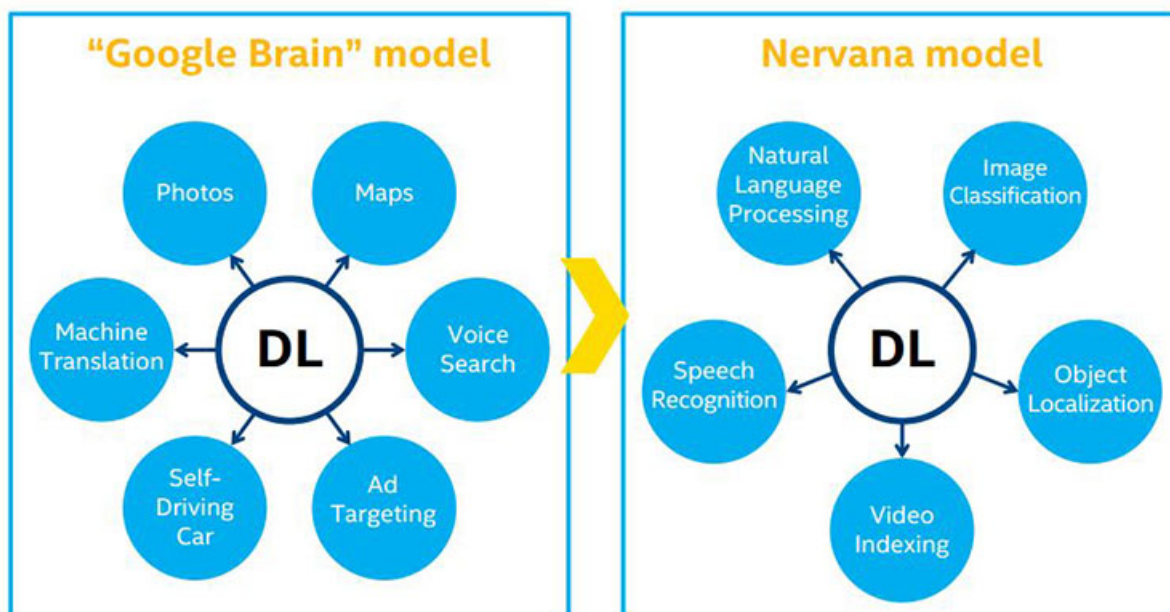 “Google Brain” model
Photos
Maps
Machine
Translation
DL
Voice
Search
Self-
Driving
Car
Ad
Targeting
Nervana model
Natural
Language
Processing
Image
Classification
Speech
Recognition
DL
Object
Localization
Video
Indexing